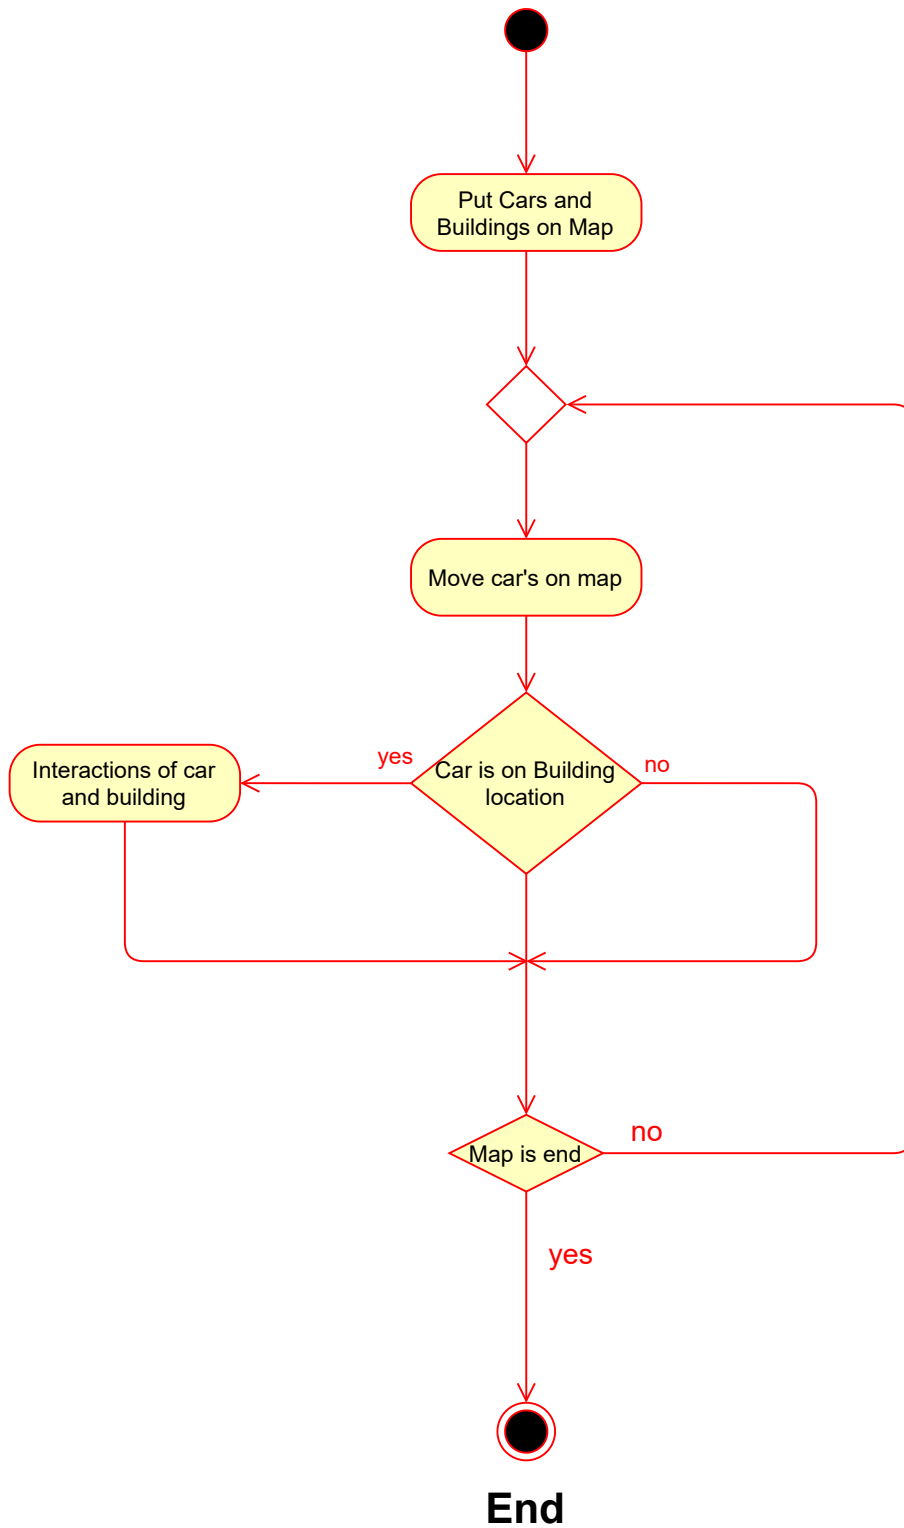 Put Cars and
Buildings on Map
Move car's on map
yes
Car is on Building
location
no
Interactions of car
and building
Map is end
no
yes
End